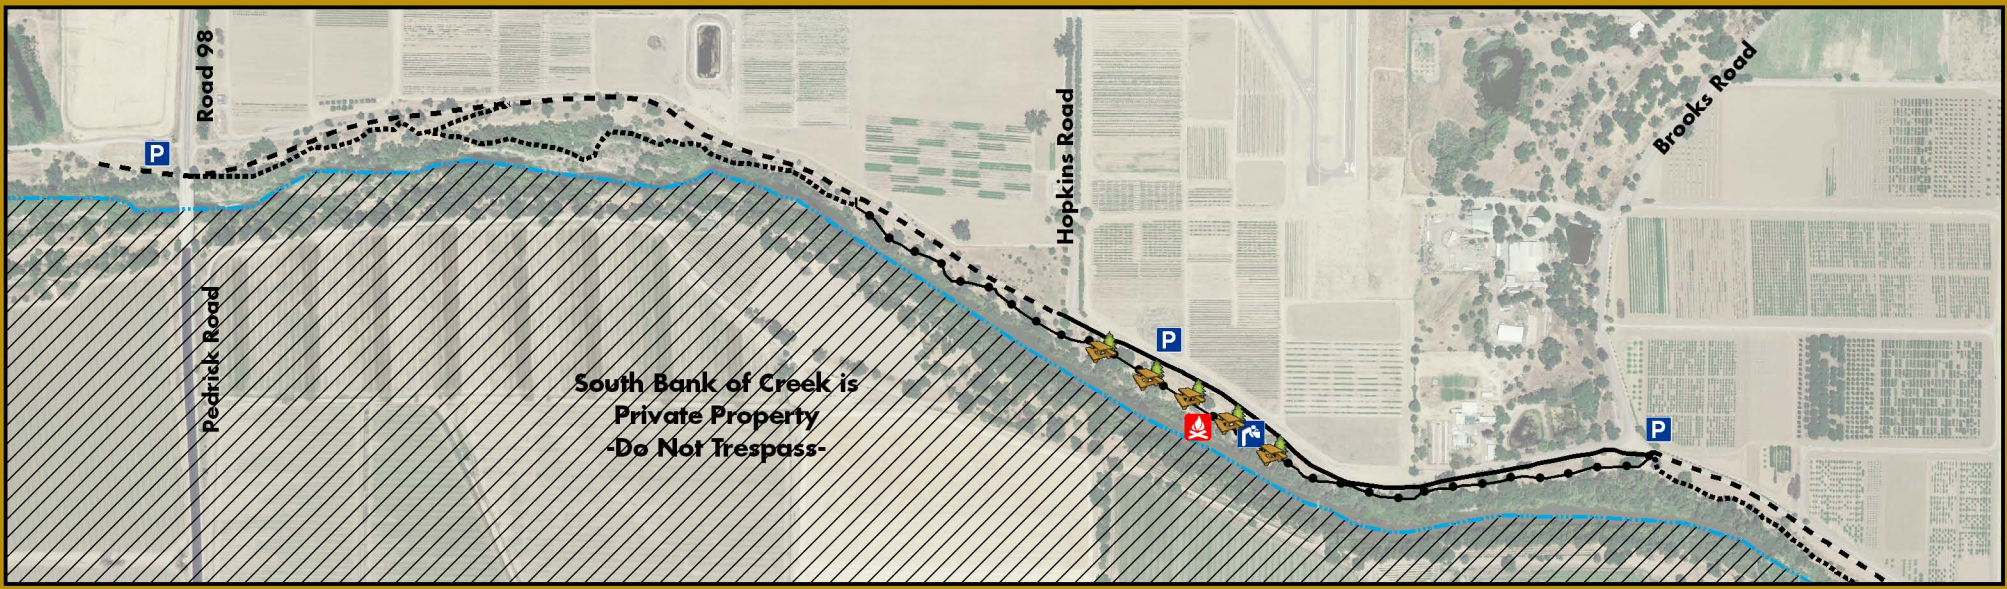 Road 98
P
Pedrick Road
South Bank of Creek is
Private Property
-Do Not Trespass-
Hopkins Road
P
Brooks Road
P